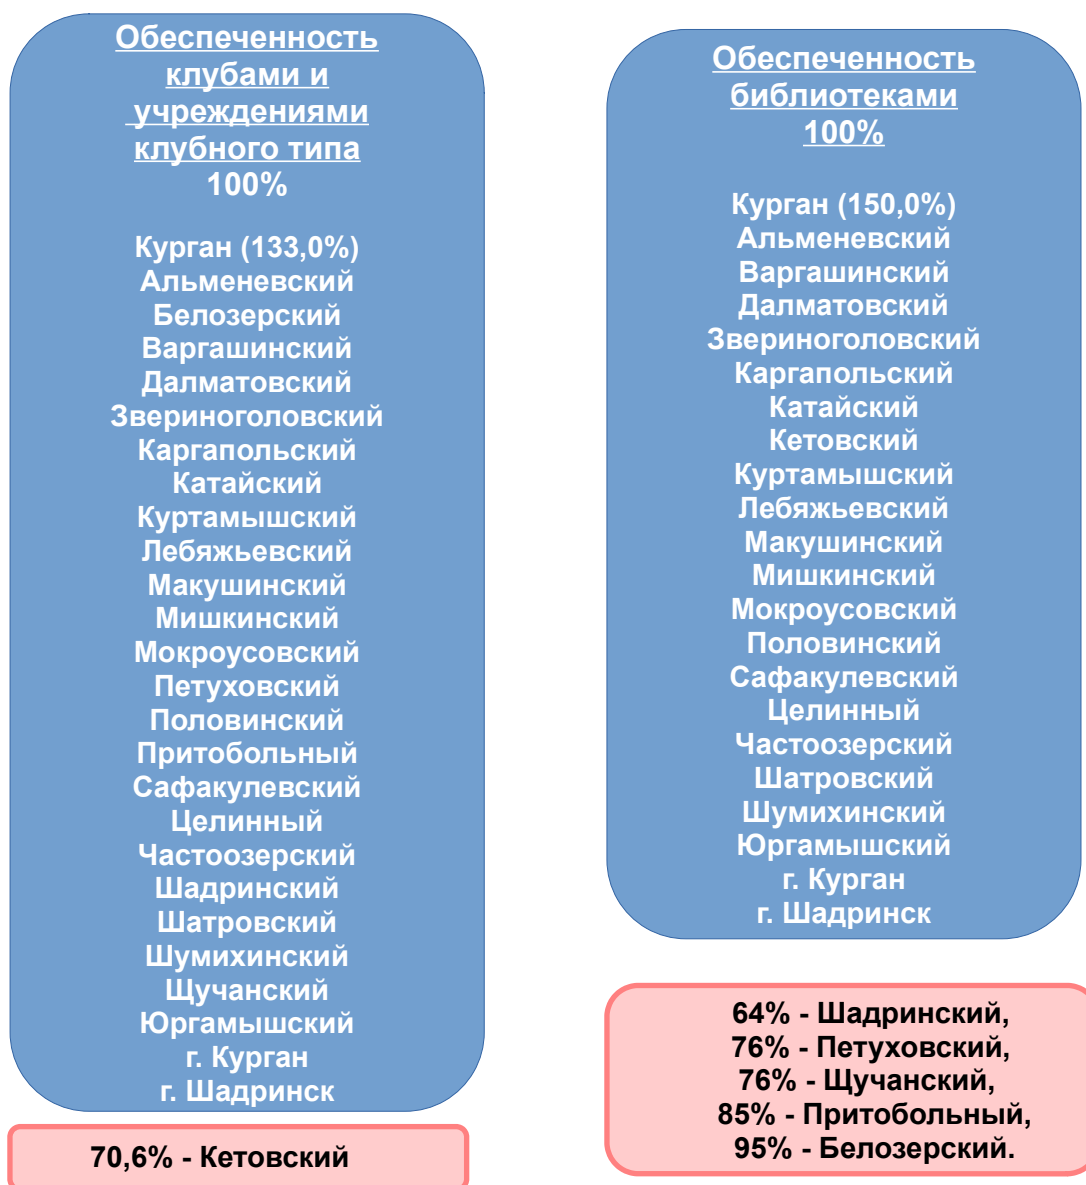 Обеспеченность
клубами и
учреждениями
клубного типа
100%
Курган (133,0%)
Альменевский
Белозерский
Варгашинский
Далматовский
Звериноголовский
Каргапольский
Катайский
Куртамышский
Лебяжьевский
Макушинский
Мишкинский
Мокроусовский
Петуховский
Половинский
Притобольный
Сафакулевский
Целинный
Частоозерский
Шадринский
Шатровский
Шумихинский
Щучанский
Юргамышский
г. Курган
г. Шадринск
70,6% - Кетовский
Обеспеченность
библиотеками
100%
Курган (150,0%)
Альменевский
Варгашинский
Далматовский
Звериноголовский
Каргапольский
Катайский
Кетовский
Куртамышский
Лебяжьевский
Макушинский
Мишкинский
Мокроусовский
Половинский
Сафакулевский
Целинный
Частоозерский
Шатровский
Шумихинский
Юргамышский
г. Курган
г. Шадринск
64% - Шадринский,
76% - Петуховский,
76% - Щучанский,
85% - Притобольный,
95% - Белозерский.